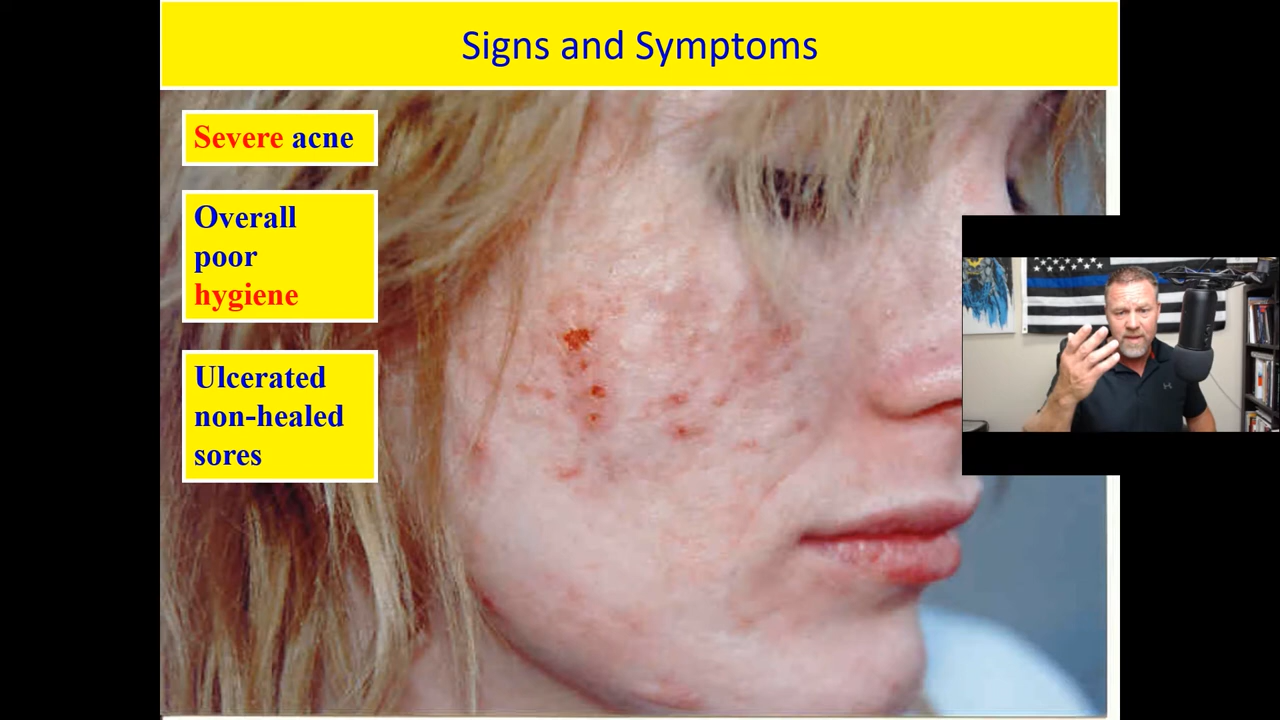 Signs and Symptoms
Severe acne
Overall
poor
hygiene
Ulcerated
non-healed
sores